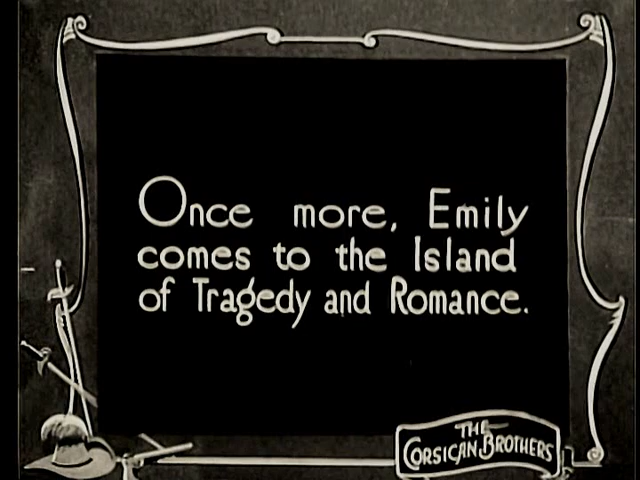 Once more, Emily
comes to the Island
of Tragedy and Romance.
THE
CORSICAN BROTHERS